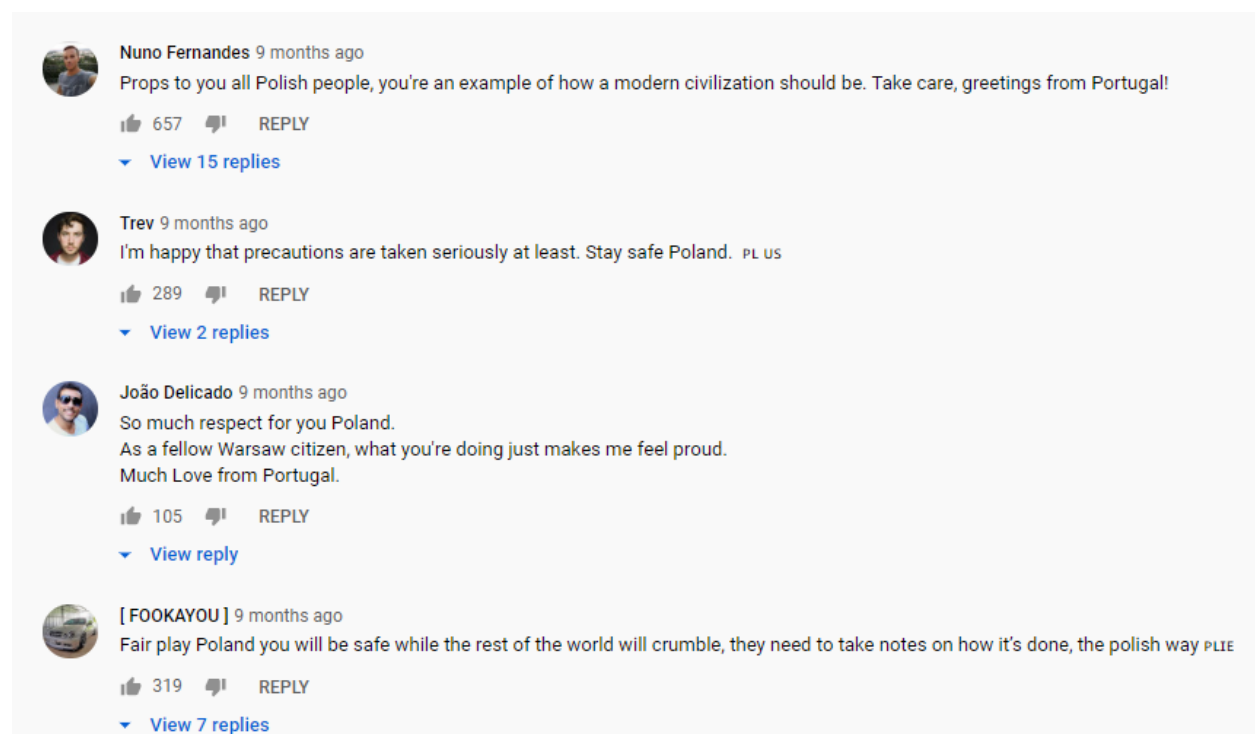 Nuno Fernandes 9 months ago
Props to you all Polish people, you're an example of how a modern civilization should be. Take care, greetings from Portugal!
657 REPLY
View 15 replies
Trev 9 months ago
I'm happy that precautions are taken seriously at least. Stay safe Poland. PL US
289 REPLY
View 2 replies
João Delicado 9 months ago
So much respect for you Poland.
As a fellow Warsaw citizen, what you're doing just makes me feel proud.
Much Love from Portugal.
105 REPLY
View reply
[ FOOKAYOU ] 9 months ago
Fair play Poland you will be safe while the rest of the world will crumble, they need to take notes on how it’s done, the polish way PLIE
319 REPLY
View 7 replies